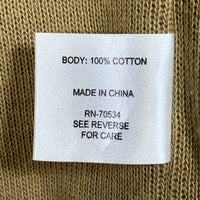 BODY: 100% COTTON
MADE IN CHINA
RN-70534
SEE REVERSE
FOR CARE